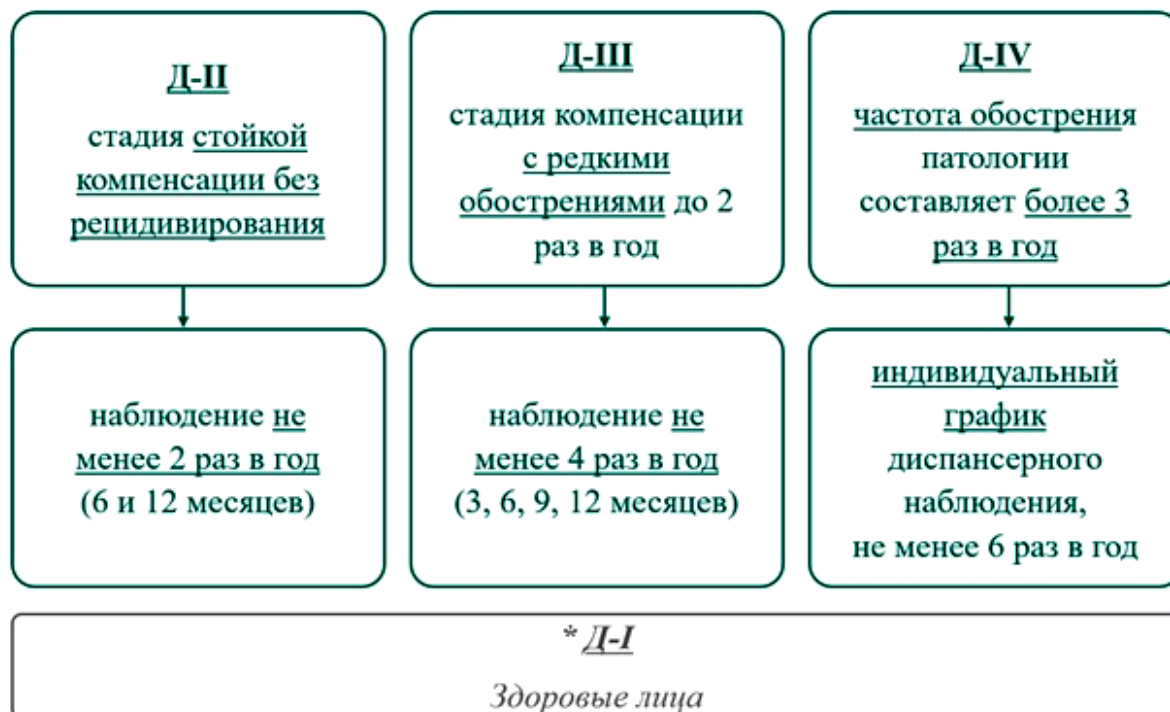 Д-II
стадия стойкой
компенсации без
рецидивирования
Д-III
стадия компенсации
с редкими
обострениями до 2
раз в год
Д-IV
частота обострения
патологии
составляет более 3
раз в год
наблюдение не
менее 2 раз в год
(6 и 12 месяцев)
наблюдение не
менее 4 раз в год
(3, 6, 9, 12 месяцев)
индивидуальный
график
диспансерного
наблюдения,
не менее 6 раз в год
* Д-I
Здоровые лица